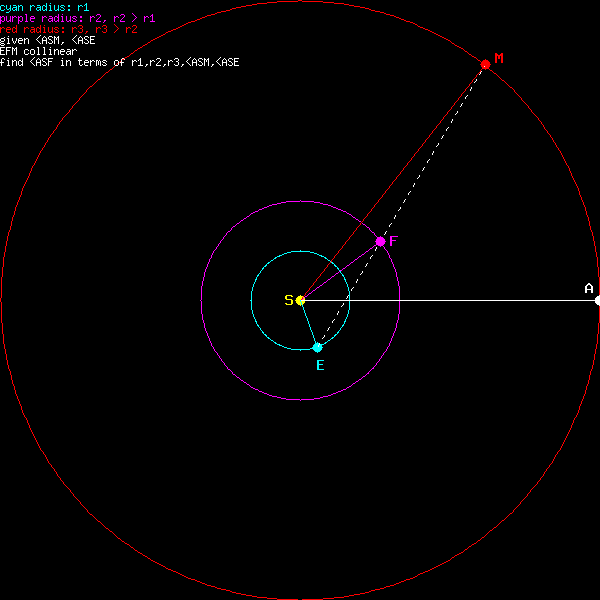 cyan radius: r1
purple radius: r2, r2 > r1
red radius: r3, r3 > r2
given <ASM, <ASE
EFM collinear
find <ASF in terms of r1,r2,r3,<ASM,<ASE
M
F
A
S
E